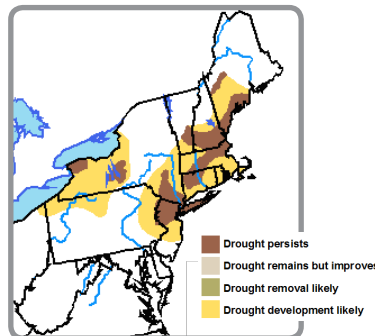 Drought persists
Drought remains but improves
Drought removal likely
Drought development likely